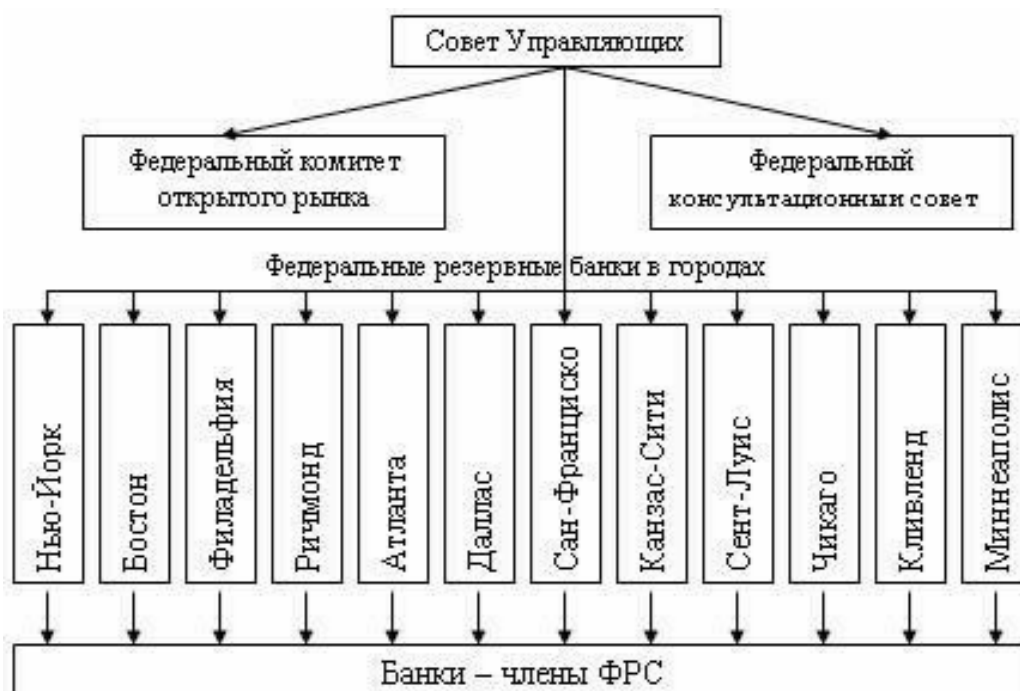 Совет Управляющих
Федеральный комитет
открытого рынка
Федеральный
консультационный совет
Федеральные резервные банки в городах
Нью-Йорк
Бостон
Филадельфия
Ричмонд
Атланта
Даллас
Сан-Франциско
Канзас-Сити
Сент-Луис
Чикаго
Кливленд
Миннеаполис
Банки – члены ФРС